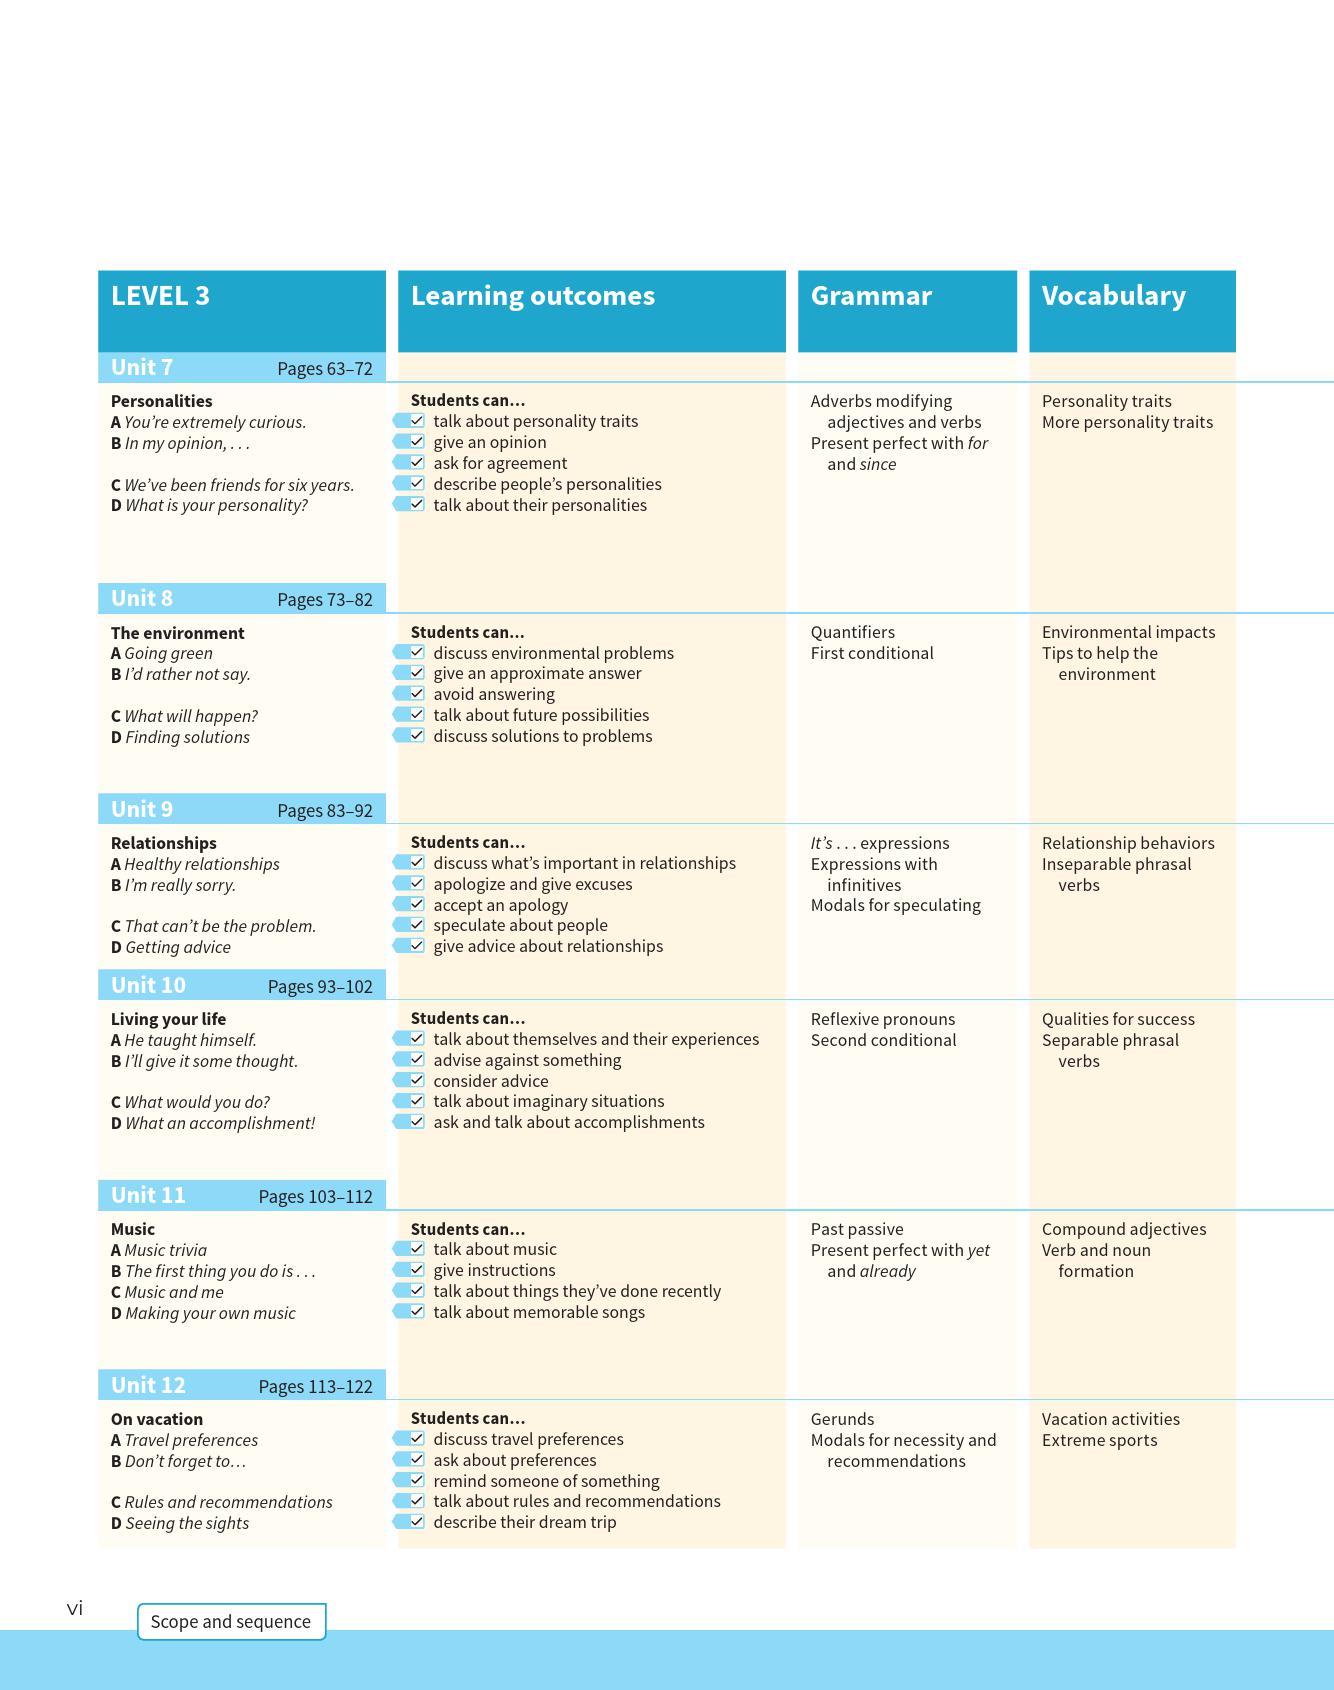 LEVEL 3
Learning outcomes
Grammar
Vocabulary
Unit 7 Pages 63–72
Personalities
A You’re extremely curious.
B In my opinion, . . .
C We’ve been friends for six years.
D What is your personality?
Students can…
talk about personality traits
give an opinion
ask for agreement
describe people’s personalities
talk about their personalities
Adverbs modifying
adjectives and verbs
Present perfect with for
and since
Personality traits
More personality traits
Unit 8 Pages 73–82
The environment
A Going green
B I’d rather not say.
C What will happen?
D Finding solutions
Students can…
discuss environmental problems
give an approximate answer
avoid answering
talk about future possibilities
discuss solutions to problems
Quantifiers
First conditional
Environmental impacts
Tips to help the
environment
Unit 9 Pages 83–92
Relationships
A Healthy relationships
B I’m really sorry.
C That can’t be the problem.
D Getting advice
Students can…
discuss what’s important in relationships
apologize and give excuses
accept an apology
speculate about people
give advice about relationships
It’s . . . expressions
Expressions with
infinitives
Modals for speculating
Relationship behaviors
Inseparable phrasal
verbs
Unit 10 Pages 93–102
Living your life
A He taught himself.
B I’ll give it some thought.
C What would you do?
D What an accomplishment!
Students can…
talk about themselves and their experiences
advise against something
consider advice
talk about imaginary situations
ask and talk about accomplishments
Reflexive pronouns
Second conditional
Qualities for success
Separable phrasal
verbs
Unit 11 Pages 103–112
Music
A Music trivia
B The first thing you do is . . .
C Music and me
D Making your own music
Students can…
talk about music
give instructions
talk about things they’ve done recently
talk about memorable songs
Past passive
Present perfect with yet
and already
Compound adjectives
Verb and noun
formation
Unit 12 Pages 113–122
On vacation
A Travel preferences
B Don’t forget to…
C Rules and recommendations
D Seeing the sights
Students can…
discuss travel preferences
ask about preferences
remind someone of something
talk about rules and recommendations
describe their dream trip
Gerunds
Modals for necessity and
recommendations
Vacation activities
Extreme sports
vi
Scope and sequence